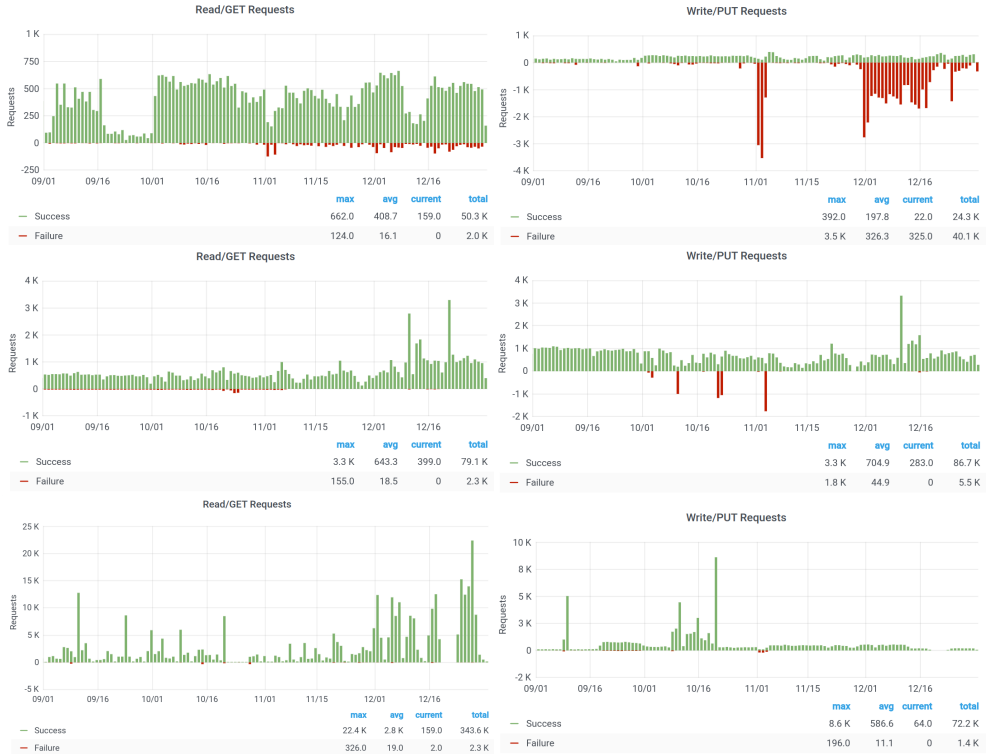 Read/GET Requests
1 K
750
500
250
0
-250
Requests
09/01 09/16 10/01 10/16 11/01 11/15 12/01 12/16
max avg current total
Success 662.0 408.7 159.0 50.3 K
Failure 124.0 16.1 0 2.0 K
Write/PUT Requests
1 K
0
-1 K
-2 K
-3 K
-4 K
Requests
09/01 09/16 10/01 10/16 11/01 11/15 12/01 12/16
max avg current total
Success 392.0 197.8 22.0 24.3 K
Failure 3.5 K 326.3 325.0 40.1 K
Read/GET Requests
4 K
3 K
2 K
1 K
0
-1 K
Requests
09/01 09/16 10/01 10/16 11/01 11/15 12/01 12/16
max avg current total
Success 3.3 K 643.3 399.0 79.1 K
Failure 155.0 18.5 0 2.3 K
Write/PUT Requests
4 K
3 K
2 K
1 K
0
-1 K
-2 K
Requests
09/01 09/16 10/01 10/16 11/01 11/15 12/01 12/16
max avg current total
Success 3.3 K 704.9 283.0 86.7 K
Failure 1.8 K 44.9 0 5.5 K
Read/GET Requests
25 K
20 K
15 K
10 K
5 K
0
-5 K
Requests
09/01 09/16 10/01 10/16 11/01 11/15 12/01 12/16
max avg current total
Success 22.4 K 2.8 K 159.0 343.6 K
Failure 326.0 19.0 2.0 2.3 K
Write/PUT Requests
10 K
8 K
5 K
3 K
0
-2 K
Requests
09/01 09/16 10/01 10/16 11/01 11/15 12/01 12/16
max avg current total
Success 8.6 K 586.6 64.0 72.2 K
Failure 196.0 11.1 0 1.4 K